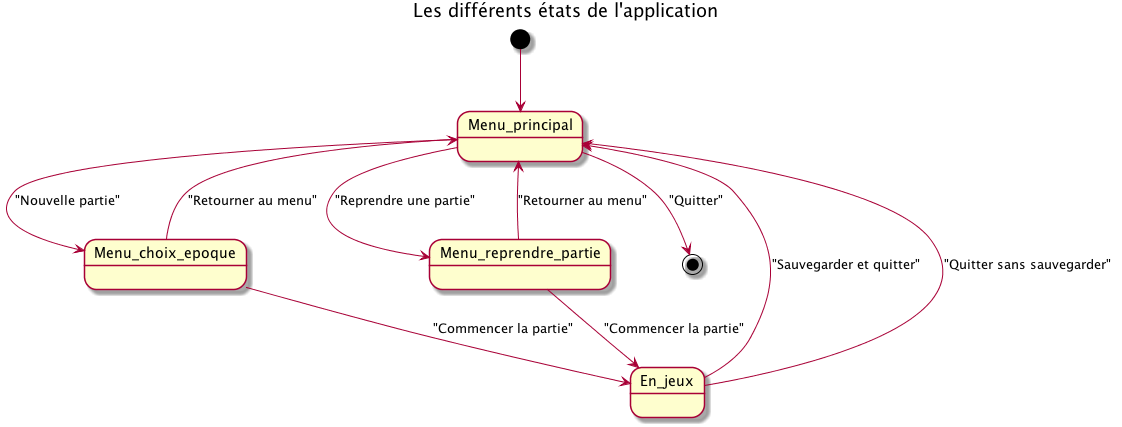 Les différents états de l'application
Menu_principal
"Nouvelle partie"
"Retourner au menu"
"Reprendre une partie"
"Retourner au menu"
"Quitter"
Menu_choix_epoque
Menu_reprendre_partie
"Sauvegarder et quitter"
"Quitter sans sauvegarder"
"Commencer la partie"
"Commencer la partie"
En_jeux